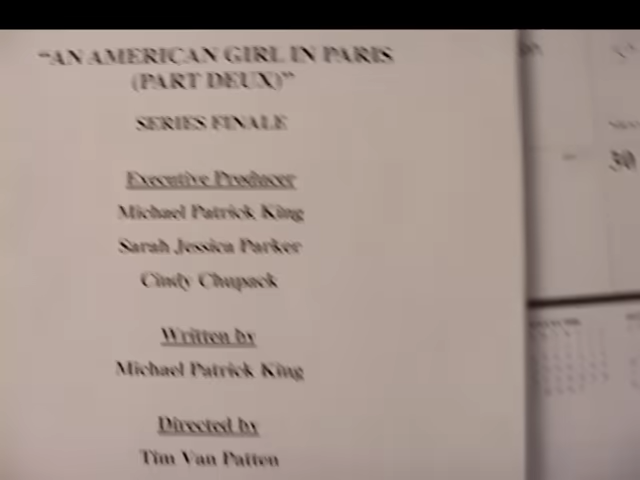 "AN AMERICAN GIRL IN PARIS
(PART DEUX)"
SERIES FINALE
Executive Producer
Michael Patrick King
Sarah Jessica Parker
Cindy Chupack
Written by
Michael Patrick King
Directed by
Tim Van Patten
30